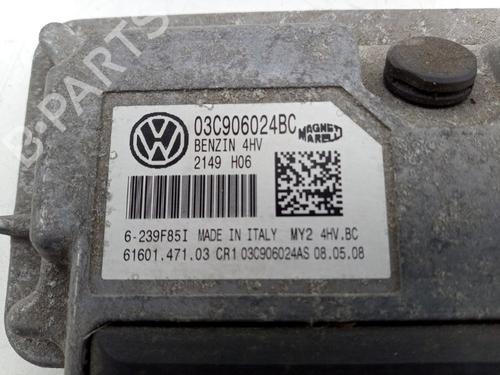 B-PARTS
03C906024BC
MAGNETI MARELLI
BENZIN 4HV
2149 H06
6-239F85I MADE IN ITALY MY2 4HV.BC
61601.471.03 CR1 03C906024AS 08.05.08